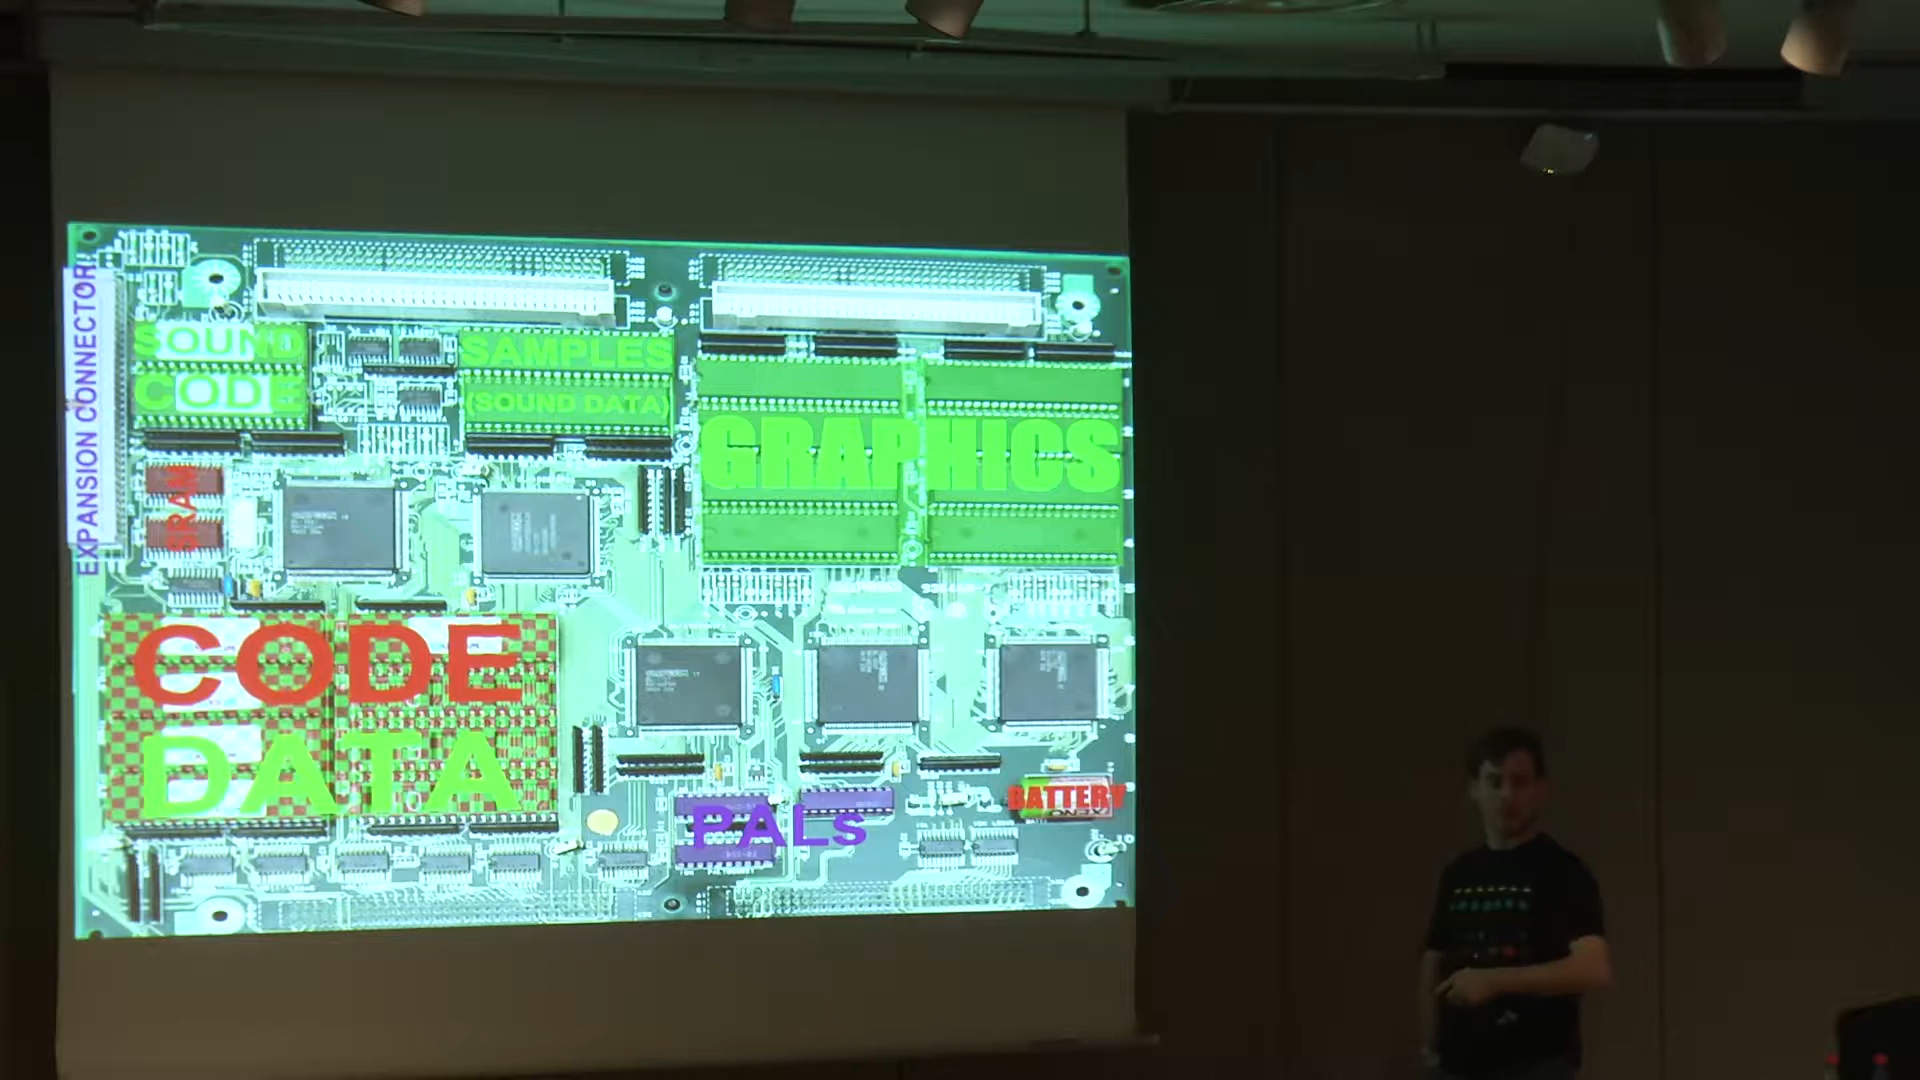 EXPANSION CONNECTOR
SOUND
CODE
SAMPLES
(SOUND DATA)
GRAPHICS
SRAM
CODE
DATA
PALs
BATTERY